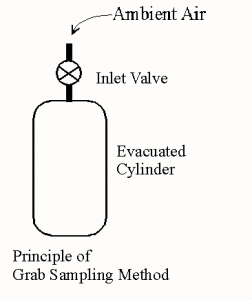 Ambient Air
Inlet Valve
Evacuated
Cylinder
Principle of
Grab Sampling Method